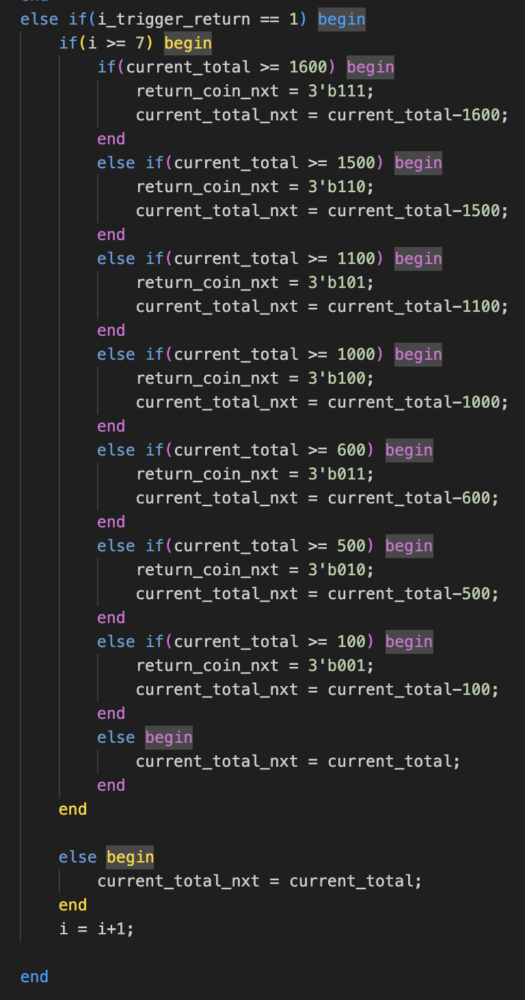 end
else if(i_trigger_return == 1) begin
    if(i >= 7) begin
        if(current_total >= 1600) begin
            return_coin_nxt = 3'b111;
            current_total_nxt = current_total-1600;
        end
        else if(current_total >= 1500) begin
            return_coin_nxt = 3'b110;
            current_total_nxt = current_total-1500;
        end
        else if(current_total >= 1100) begin
            return_coin_nxt = 3'b101;
            current_total_nxt = current_total-1100;
        end
        else if(current_total >= 1000) begin
            return_coin_nxt = 3'b100;
            current_total_nxt = current_total-1000;
        end
        else if(current_total >= 600) begin
            return_coin_nxt = 3'b011;
            current_total_nxt = current_total-600;
        end
        else if(current_total >= 500) begin
            return_coin_nxt = 3'b010;
            current_total_nxt = current_total-500;
        end
        else if(current_total >= 100) begin
            return_coin_nxt = 3'b001;
            current_total_nxt = current_total-100;
        end
        else begin
            current_total_nxt = current_total;
        end
    end

    else begin
        current_total_nxt = current_total;
    end
    i = i+1;

end